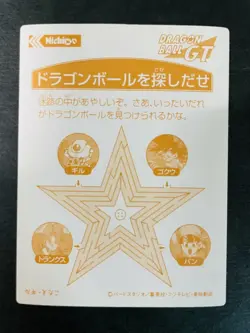 Nichigo
DRAGON BALL GT
ドラゴンボールを探しだせ
路の中があやしいぞ。さあ、いったいだれ
がドラゴンボールを見つけられるかな。
ギル
ゴクウ
トランクス
パン
©バードスタジオ/集英社・フジテレビ・東映動画